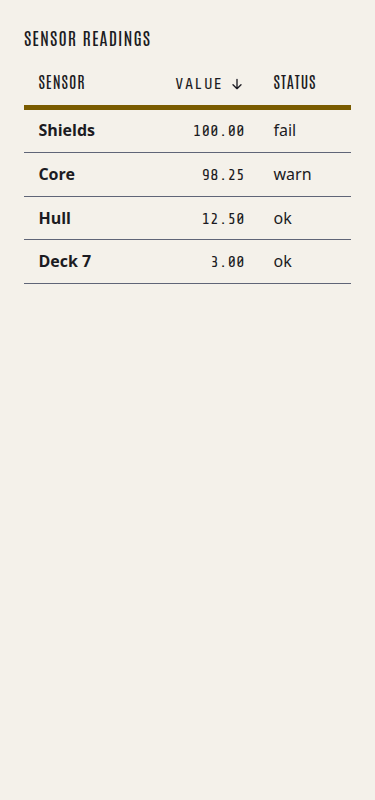 SENSOR READINGS
SENSOR VALUE ↓ STATUS
Shields 100.00 fail
Core 98.25 warn
Hull 12.50 ok
Deck 7 3.00 ok